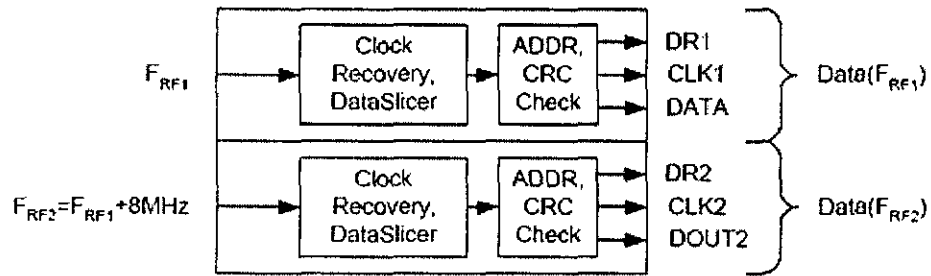 F_RF1
Clock
Recovery,
DataSlicer
ADDR,
CRC
Check
DR1
CLK1
DATA
Data(F_RF1)
F_RF2=F_RF1+8MHz
Clock
Recovery,
DataSlicer
ADDR,
CRC
Check
DR2
CLK2
DOUT2
Data(F_RF2)